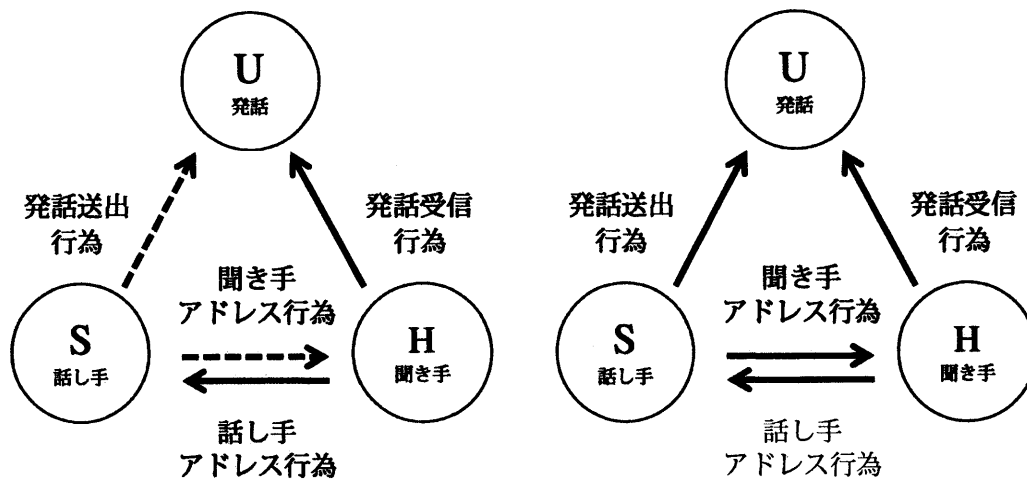 U
発話
発話送出
行為
発話受信
行為
聞き手
アドレス行為
S
話し手
H
聞き手
話し手
アドレス行為
U
発話
発話送出
行為
発話受信
行為
聞き手
アドレス行為
S
話し手
H
聞き手
話し手
アドレス行為